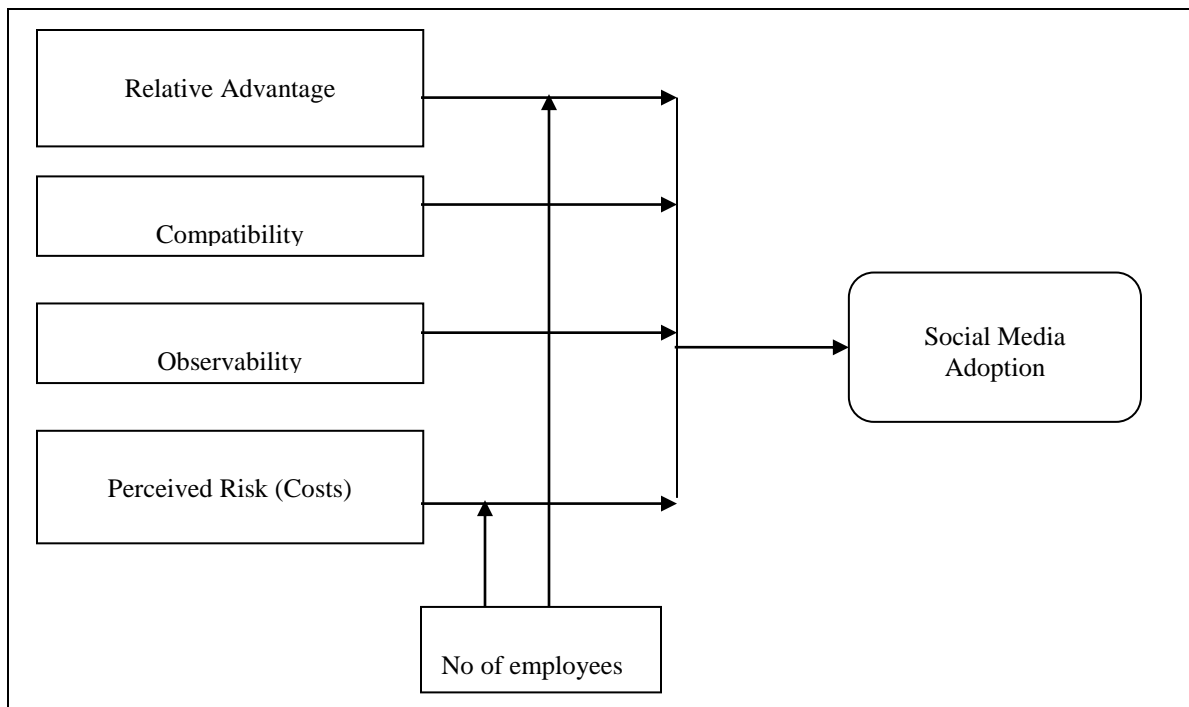 Relative Advantage
Compatibility
Observability
Social Media
Adoption
Perceived Risk (Costs)
No of employees